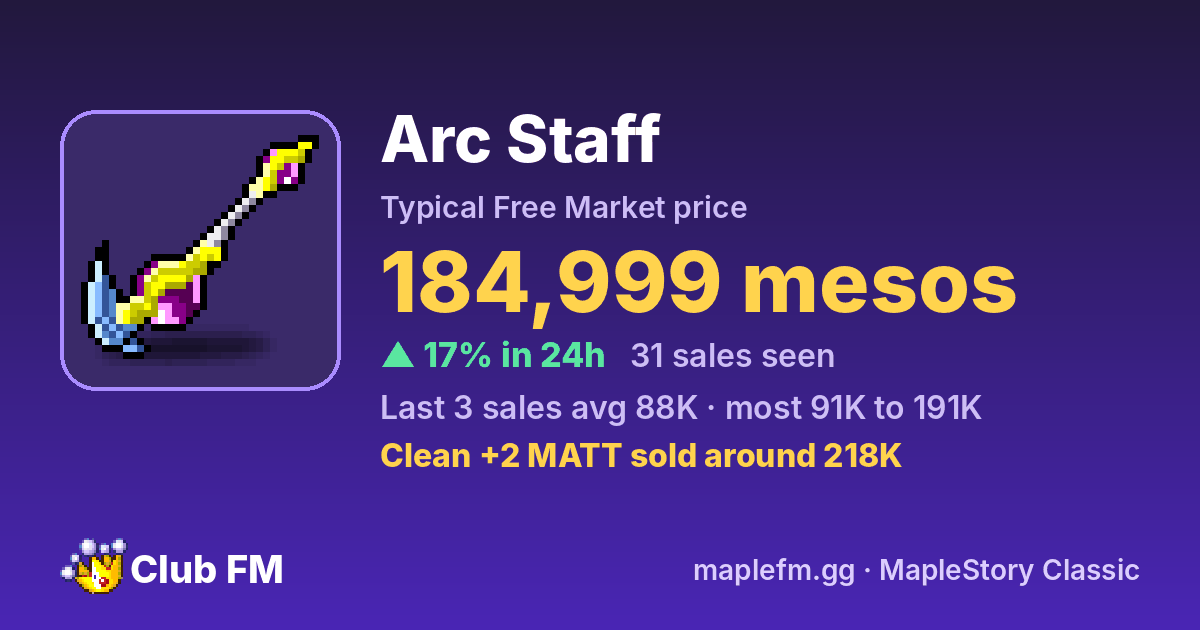 Arc Staff
Typical Free Market price
184,999 mesos
▲ 17% in 24h 31 sales seen
Last 3 sales avg 88K · most 91K to 191K
Clean +2 MATT sold around 218K
Club FM
maplefm.gg · MapleStory Classic